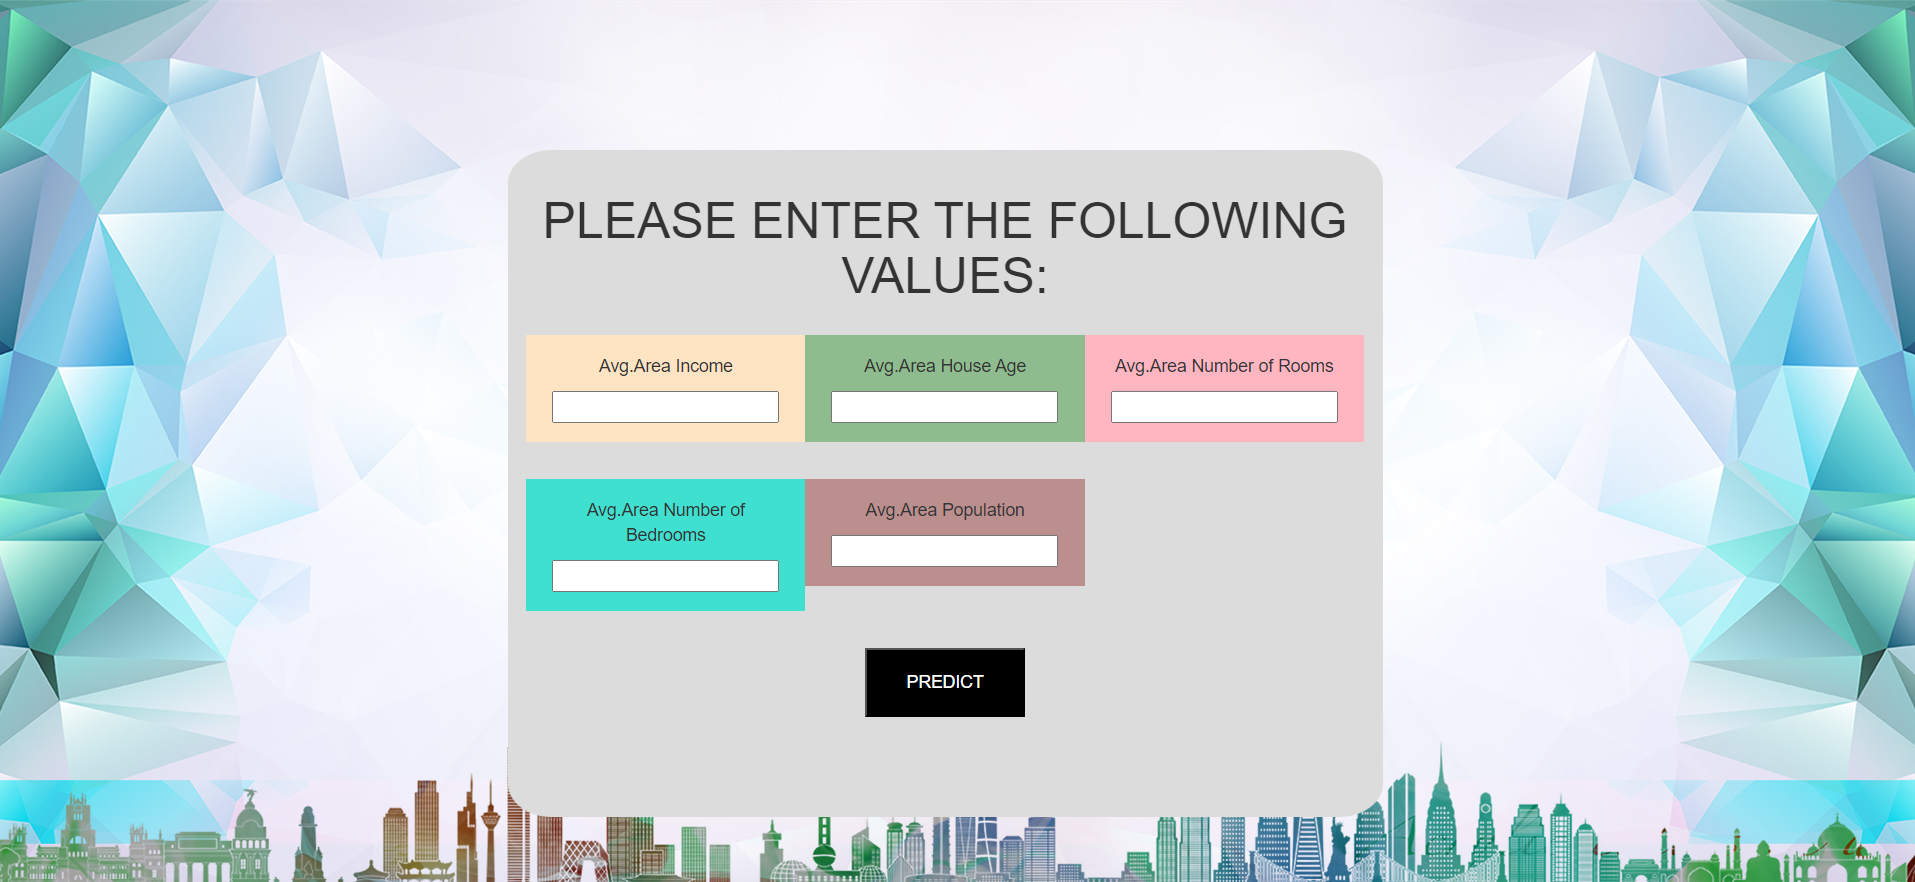 PLEASE ENTER THE FOLLOWING
VALUES:
Avg.Area Income
Avg.Area House Age
Avg.Area Number of Rooms
Avg.Area Number of
Bedrooms
Avg.Area Population
PREDICT